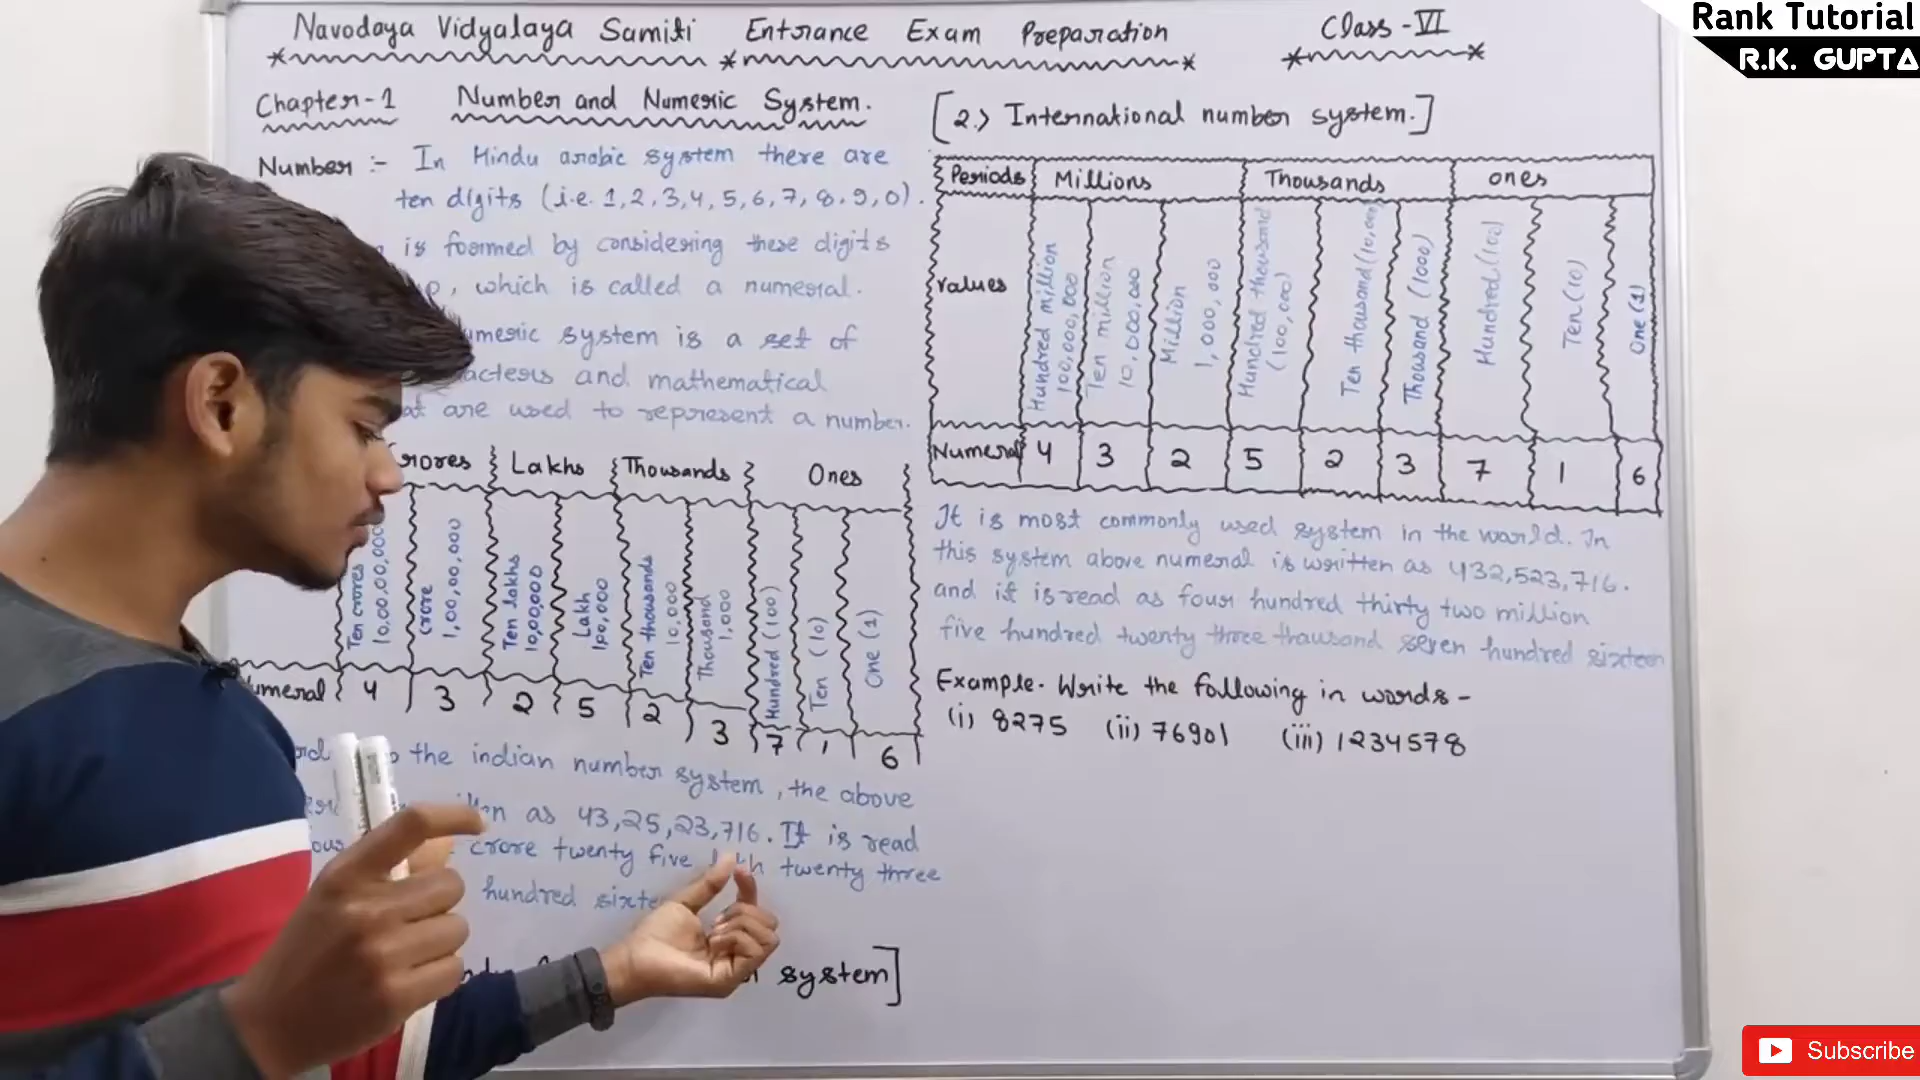 Navodaya Vidyalaya Samiti Entrance Exam Preparation Class-VI
Rank Tutorial
R.K. GUPTA
Chapter-1 Number and Numeric System.
Number :- In Hindu arabic system there are
ten digits (i.e. 1,2,3,4,5,6,7,8,9,0).
is formed by considering these digits
, which is called a numeral.
system is a set of
and mathematical
are used to represent a number.
Crores Lakhs Thousands Ones
Ten crores 10,00,00,000
crore 1,00,00,000
Ten lakhs 10,00,000
Lakh 1,00,000
Ten thousands 10,000
Thousand 1,000
Hundred (100)
Ten (10)
One (1)
Numeral 4 3 2 5 2 3 7 1 6
the indian number system, the above
as 43,25,23,716. It is read
crore twenty five twenty three
hundred
system]
[2.) International number system.]
Periods Millions Thousands ones
Values
Hundred million 100,000,000
Ten million 10,000,000
Million 1,000,000
Hundred thousand (100,000)
Ten thousand (10,000)
Thousand (1000)
Hundred (100)
Ten (10)
One (1)
Numeral 4 3 2 5 2 3 7 1 6
It is most commonly used system in the world. In
this system above numeral is written as 432,523,716.
and it is read as four hundred thirty two million
five hundred twenty three thausand seven hundred sixteen
Example- Write the following in words-
(i) 8275 (ii) 76901 (iii) 1234578
Subscribe